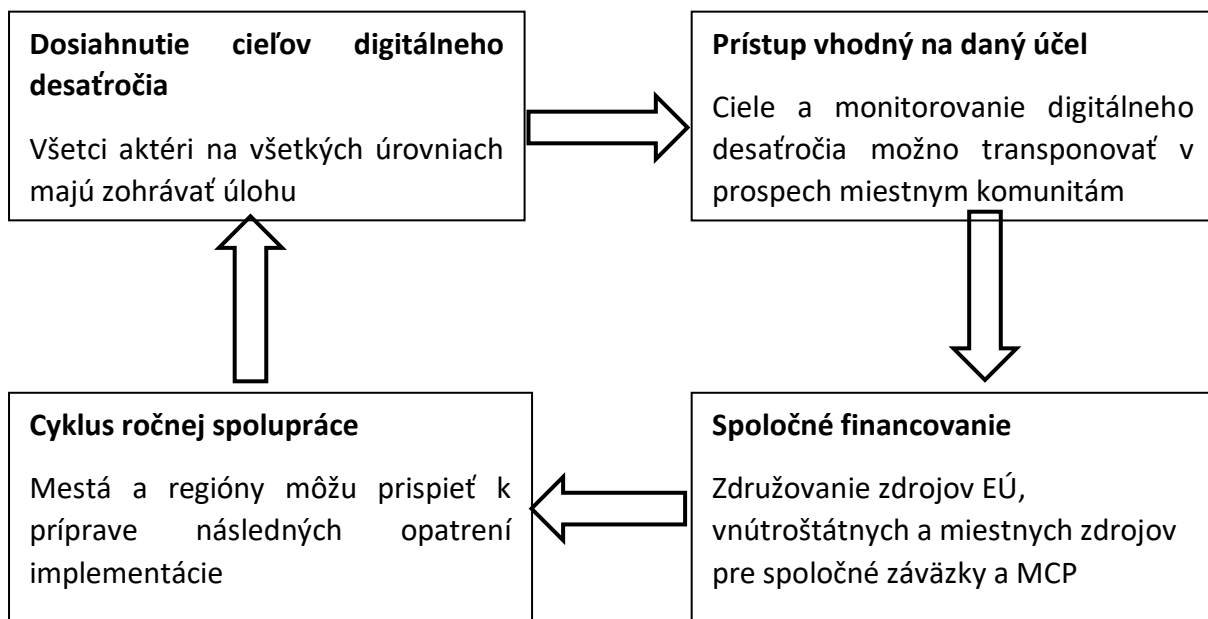 Dosiahnutie cieľov digitálneho
desaťročia
Všetci aktéri na všetkých úrovniach
majú zohrávať úlohu
Prístup vhodný na daný účel
Ciele a monitorovanie digitálneho
desaťročia možno transponovať v
prospech miestnym komunitám
Cyklus ročnej spolupráce
Mestá a regióny môžu prispieť k
príprave následných opatrení
implementácie
Spoločné financovanie
Združovanie zdrojov EÚ,
vnútroštátnych a miestnych zdrojov
pre spoločné záväzky a MCP